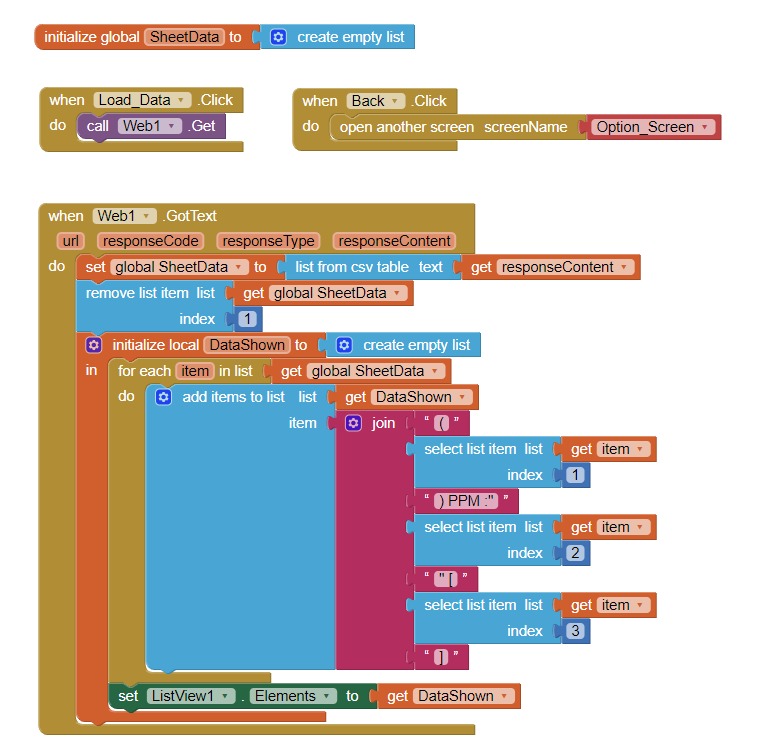 initialize global SheetData to create empty list
when Load_Data .Click
do call Web1 .Get
when Back .Click
do open another screen screenName Option_Screen
when Web1 .GotText
url responseCode responseType responseContent
do set global SheetData to list from csv table text get responseContent
remove list item list get global SheetData
index 1
initialize local DataShown to create empty list
in for each item in list get global SheetData
do add items to list list get DataShown
item join “ ( ”
select list item list get item
index 1
“ ) PPM :" ”
select list item list get item
index 2
“ " [ ”
select list item list get item
index 3
“ ] ”
set ListView1 . Elements to get DataShown